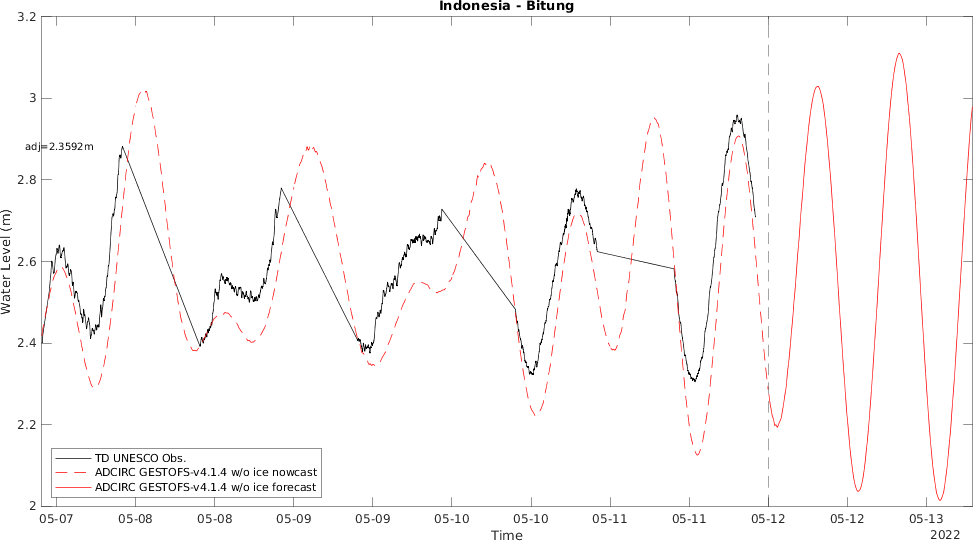 Indonesia - Bitung
3.2
3
adj=2.3592m
2.8
2.6
2.4
2.2
2
Water Level (m)
TD UNESCO Obs.
ADCIRC GESTOFS-v4.1.4 w/o ice nowcast
ADCIRC GESTOFS-v4.1.4 w/o ice forecast
05-07 05-08 05-08 05-09 05-09 05-10 05-10 05-11 05-11 05-12 05-12 05-13
Time
2022